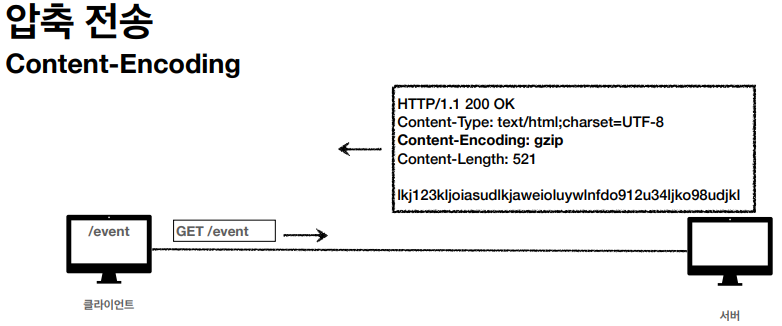 압축 전송
Content-Encoding
HTTP/1.1 200 OK
Content-Type: text/html;charset=UTF-8
Content-Encoding: gzip
Content-Length: 521
lkj123kljoiasudlkjaweioluywlnfdo912u34ljko98udjkl
/event
GET /event
클라이언트
서버